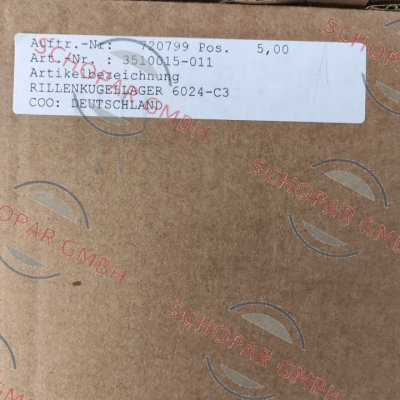 Auftr.-Nr: 720799 Pos. 5,00
Art.-Nr. : 3510015-011
Artikelbezeichnung
RILLENKUGELLAGER 6024-C3
COO: DEUTSCHLAND
SCHOPAR GMBH
SCHOPAR GMBH
SCHOPAR GMBH
SCHOPAR GMBH